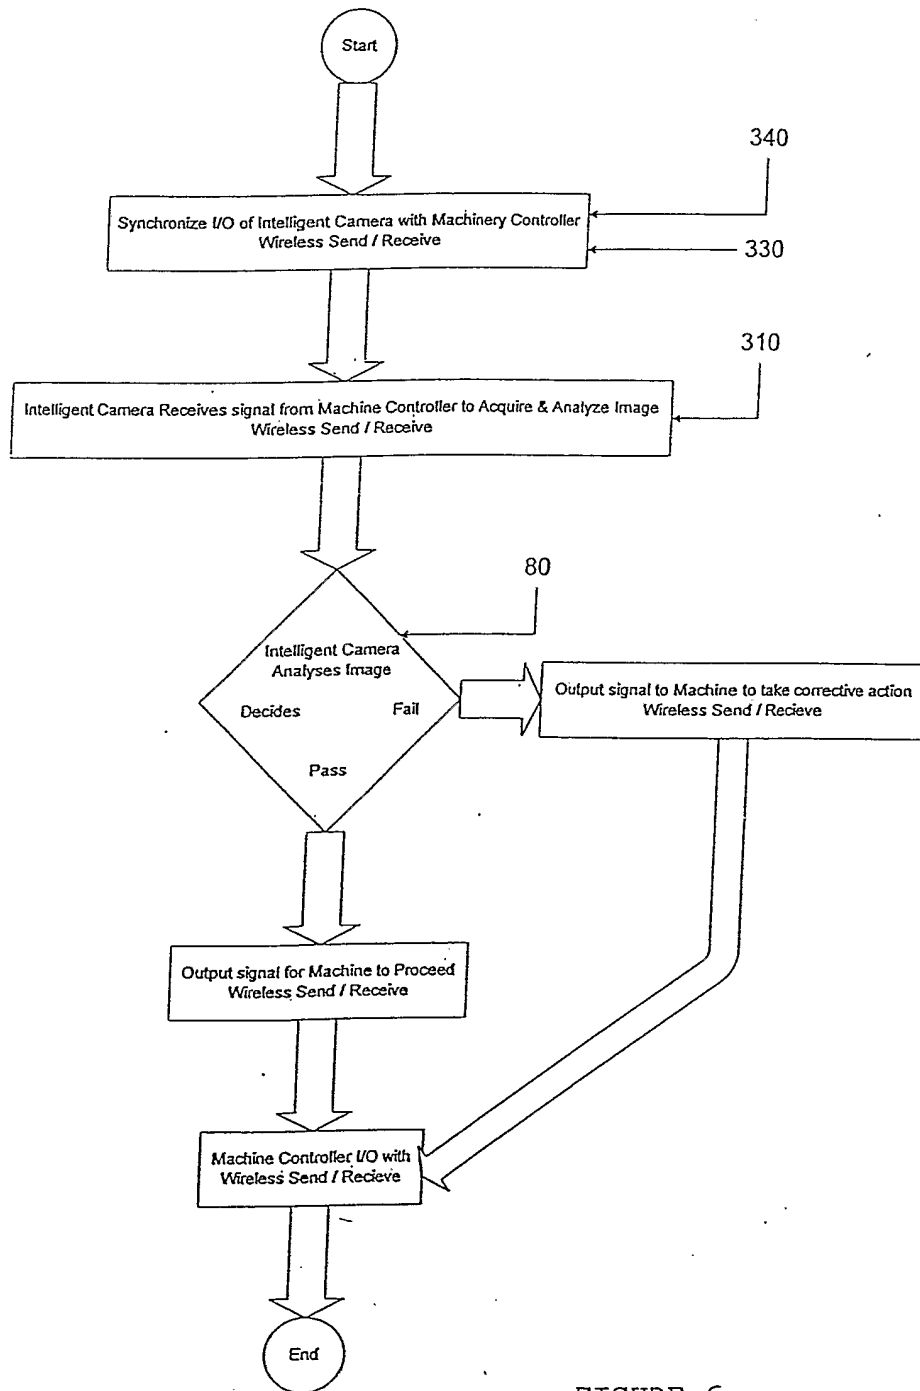 Start
340
Synchronize I/O of Intelligent Camera with Machinery Controller
Wireless Send / Receive
330
310
Intelligent Camera Receives signal from Machine Controller to Acquire & Analyze Image
Wireless Send / Receive
80
Intelligent Camera
Analyses Image
Decides
Fail
Pass
Output signal to Machine to take corrective action
Wireless Send / Recieve
Output signal for Machine to Proceed
Wireless Send / Receive
Machine Controller I/O with
Wireless Send / Recieve
End